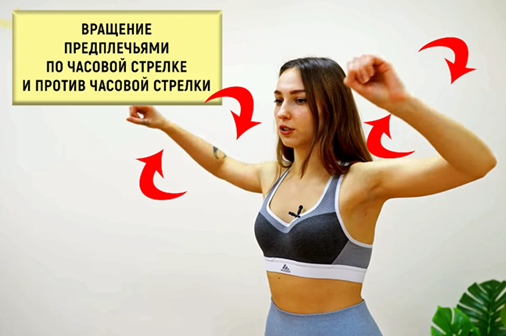 ВРАЩЕНИЕ
ПРЕДПЛЕЧЬЯМИ
ПО ЧАСОВОЙ СТРЕЛКЕ
И ПРОТИВ ЧАСОВОЙ СТРЕЛКИ